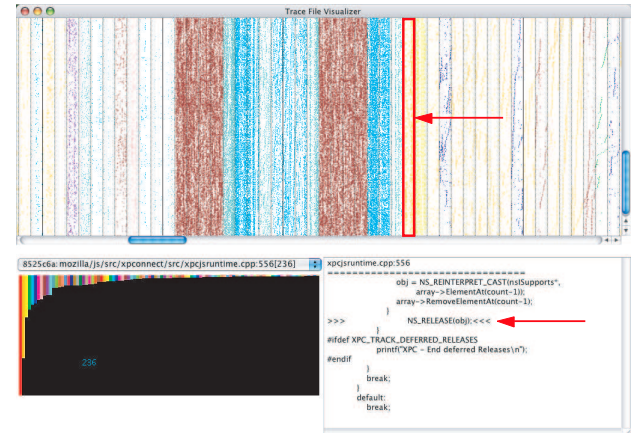 Trace File Visualizer
8525c6a: mozilla/js/src/xpconnect/src/xpcjsruntime.cpp:556[236]
236
xpcjsruntime.cpp:556
================================
obj = NS_REINTERPRET_CAST(nsISupports*,
array->ElementAt(count-1));
array->RemoveElementAt(count-1);
}
>>> NS_RELEASE(obj);<<<
}
#ifdef XPC_TRACK_DEFERRED_RELEASES
printf("XPC - End deferred Releases\n");
#endif
}
break;
}
default:
break;